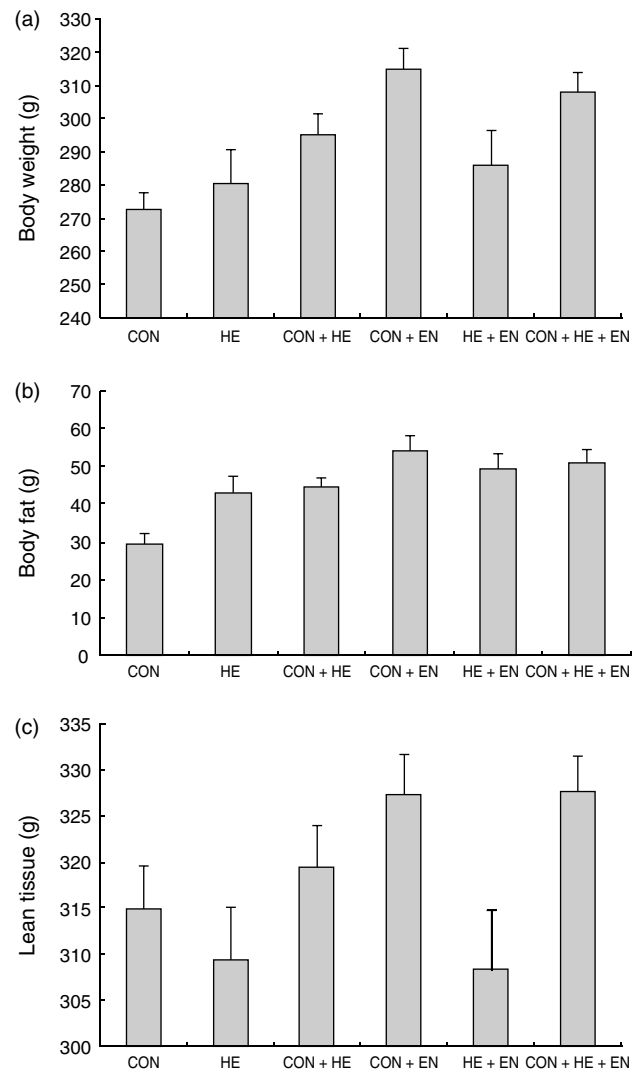 (a)
Body weight (g)
330
320
310
300
290
280
270
260
250
240
CON HE CON + HE CON + EN HE + EN CON + HE + EN
(b)
Body fat (g)
70
60
50
40
30
20
10
0
CON HE CON + HE CON + EN HE + EN CON + HE + EN
(c)
Lean tissue (g)
335
330
325
320
315
310
305
300
CON HE CON + HE CON + EN HE + EN CON + HE + EN